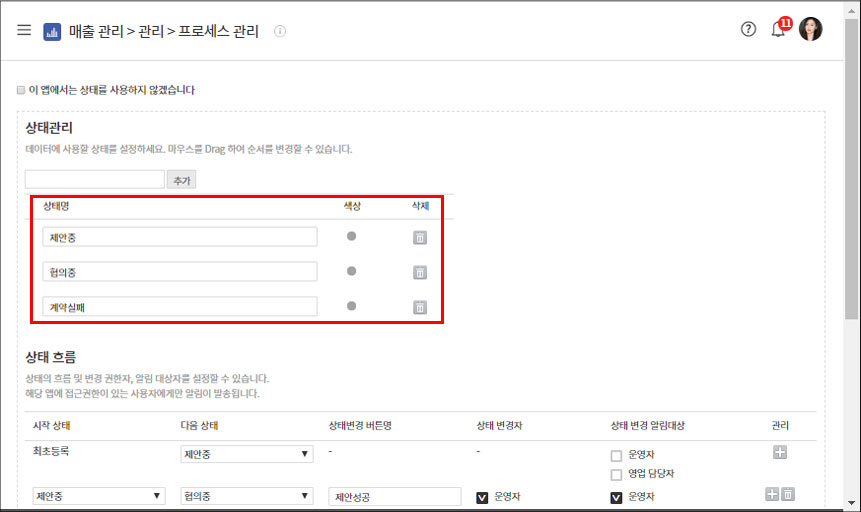 매출 관리 > 관리 > 프로세스 관리
11
이 앱에서는 상태를 사용하지 않겠습니다
상태관리
데이터에 사용할 상태를 설정하세요. 마우스를 Drag 하여 순서를 변경할 수 있습니다.
추가
상태명 색상 삭제
제안중
협의중
계약실패
상태 흐름
상태의 흐름 및 변경 권한자, 알림 대상자를 설정할 수 있습니다.
해당 앱에 접근권한이 있는 사용자에게만 알림이 발송됩니다.
시작 상태 다음 상태 상태변경 버튼명 상태 변경자 상태 변경 알림대상 관리
최초등록 제안중 - - 운영자
영업 담당자
제안중 협의중 제안성공 운영자 운영자